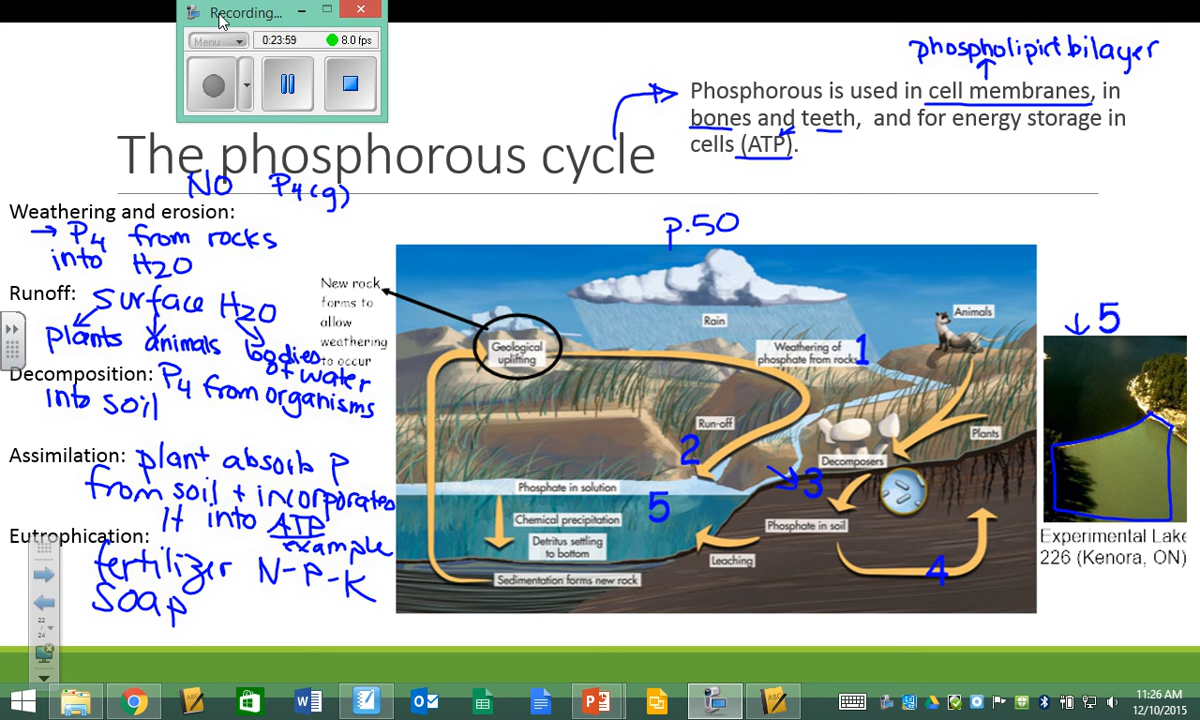 Recording...
Menu
0:23:59
8.0 fps
phospholipid bilayer
Phosphorous is used in cell membranes, in
bones and teeth, and for energy storage in
cells (ATP).
The phosphorous cycle
NO P4(g)
Weathering and erosion:
→ P4 from rocks
into H2O
Runoff: surface H2O
plants animals bodies
of water
Decomposition: P4 from organisms
into soil
Assimilation: plant absorb P
from soil + incorporates
it into ATP
example
Eutrophication:
fertilizer N-P-K
soap
p.50
New rock
forms to
allow
weathering
to occur
Geological
uplifting
Rain
Weathering of
phosphate from rocks
1
Animals
Run-off
2
Plants
Decomposers
3
Phosphate in solution
5
Chemical precipitation
Phosphate in soil
Detritus settling
to bottom
Leaching
4
Sedimentation forms new rock
↓ 5
Experimental Lake
226 (Kenora, ON)
22
24
11:26 AM
12/10/2015